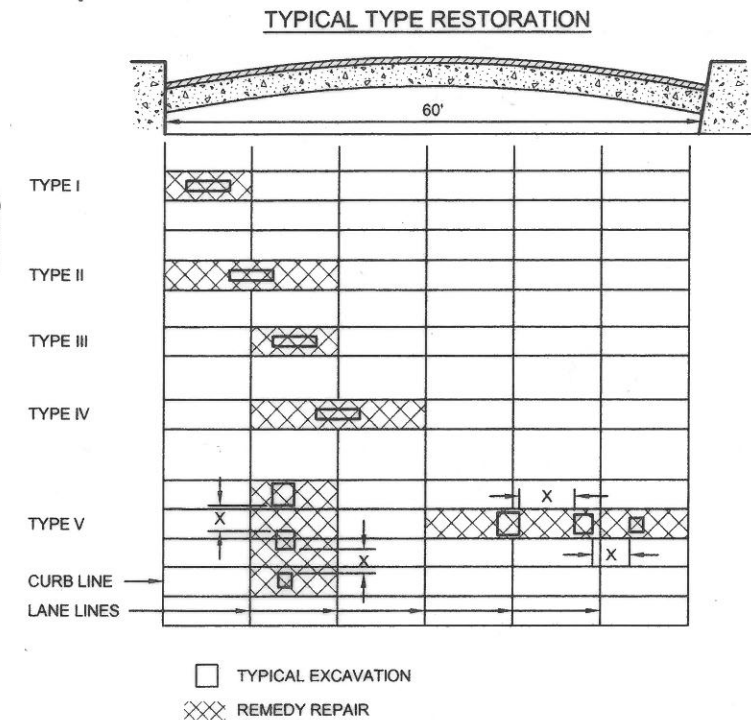 TYPICAL TYPE RESTORATION
60'
TYPE I
TYPE II
TYPE III
TYPE IV
X
TYPE V
X
X
X
CURB LINE
LANE LINES
TYPICAL EXCAVATION
REMEDY REPAIR